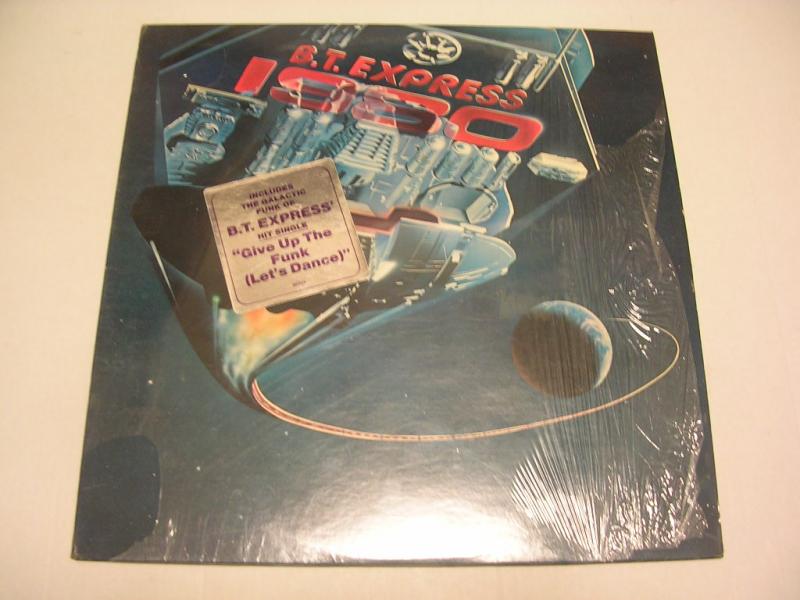 B.T. EXPRESS
1980
INCLUDES
THE GALACTIC
FUNK OF
B.T. EXPRESS'
HIT SINGLE
"Give Up The
Funk
(Let's Dance)"